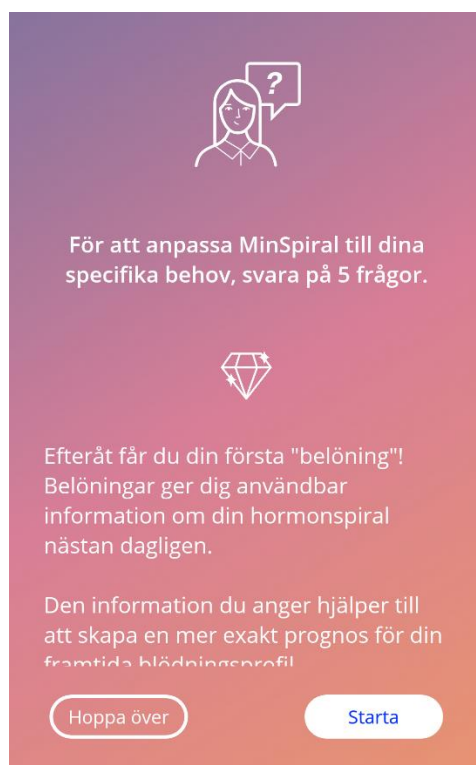 ?
För att anpassa MinSpiral till dina
specifika behov, svara på 5 frågor.
Efteråt får du din första "belöning"!
Belöningar ger dig användbar
information om din hormonspiral
nästan dagligen.
Den information du anger hjälper till
att skapa en mer exakt prognos för din
framtida blödningsprofil
Hoppa över
Starta